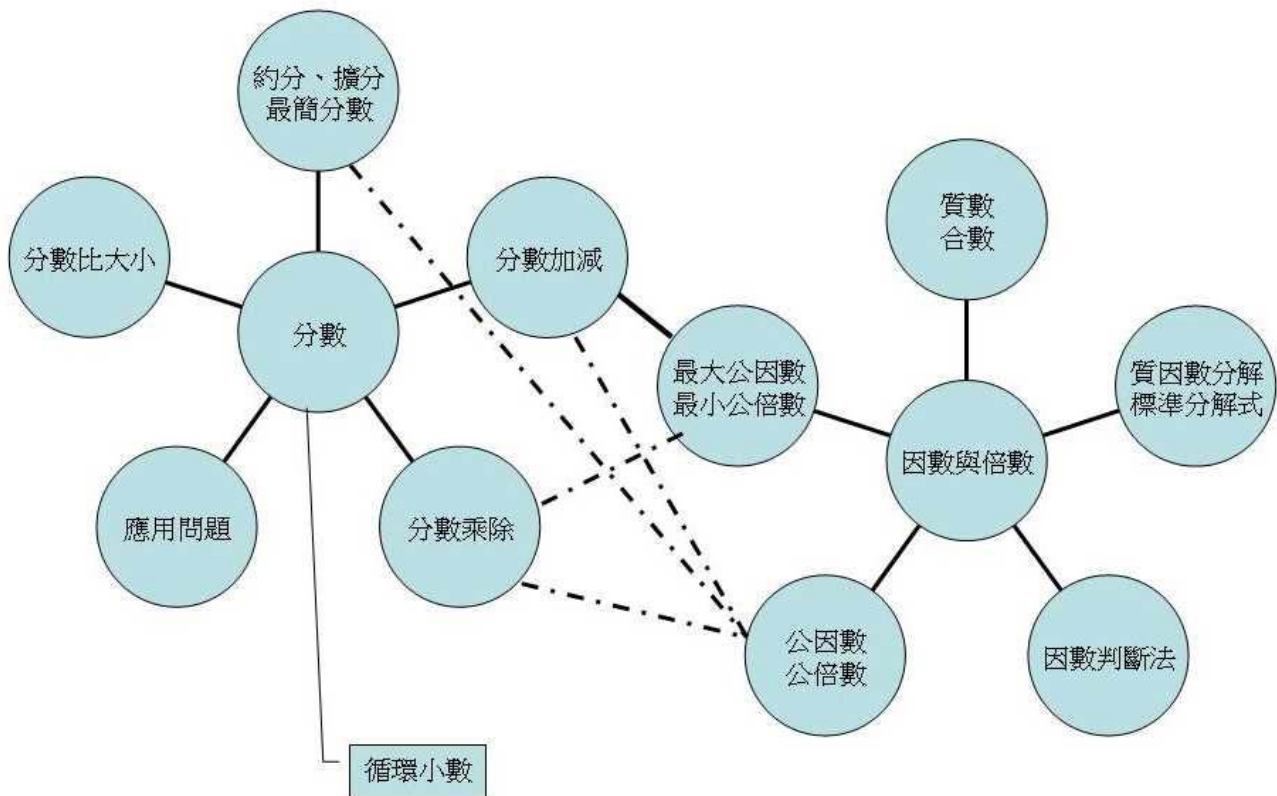 約分、擴分
最簡分數
分數比大小
分數加減
分數
應用問題
分數乘除
循環小數
質數
合數
最大公因數
最小公倍數
質因數分解
標準分解式
因數與倍數
公因數
公倍數
因數判斷法